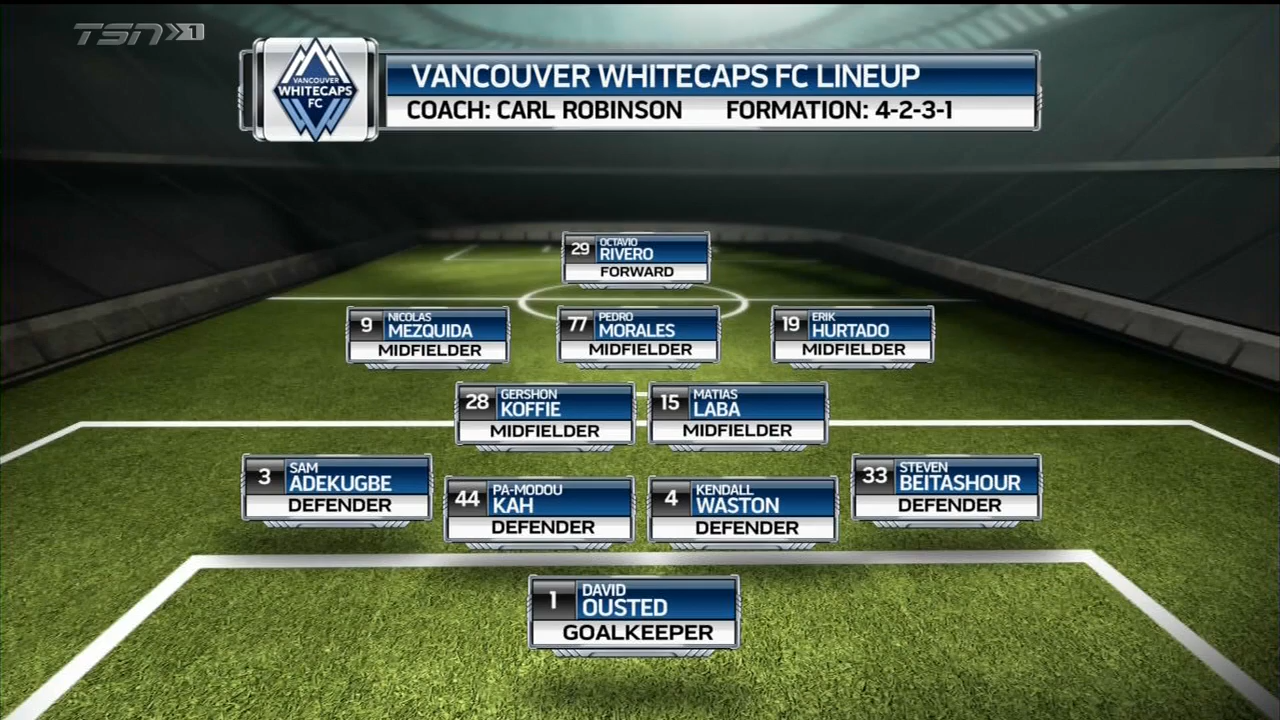 TSN 1
VANCOUVER
WHITECAPS
FC
VANCOUVER WHITECAPS FC LINEUP
COACH: CARL ROBINSON FORMATION: 4-2-3-1
29 OCTAVIO
RIVERO
FORWARD
9 NICOLAS
MEZQUIDA
MIDFIELDER
77 PEDRO
MORALES
MIDFIELDER
19 ERIK
HURTADO
MIDFIELDER
28 GERSHON
KOFFIE
MIDFIELDER
15 MATIAS
LABA
MIDFIELDER
3 SAM
ADEKUGBE
DEFENDER
44 PA-MODOU
KAH
DEFENDER
4 KENDALL
WASTON
DEFENDER
33 STEVEN
BEITASHOUR
DEFENDER
1 DAVID
OUSTED
GOALKEEPER